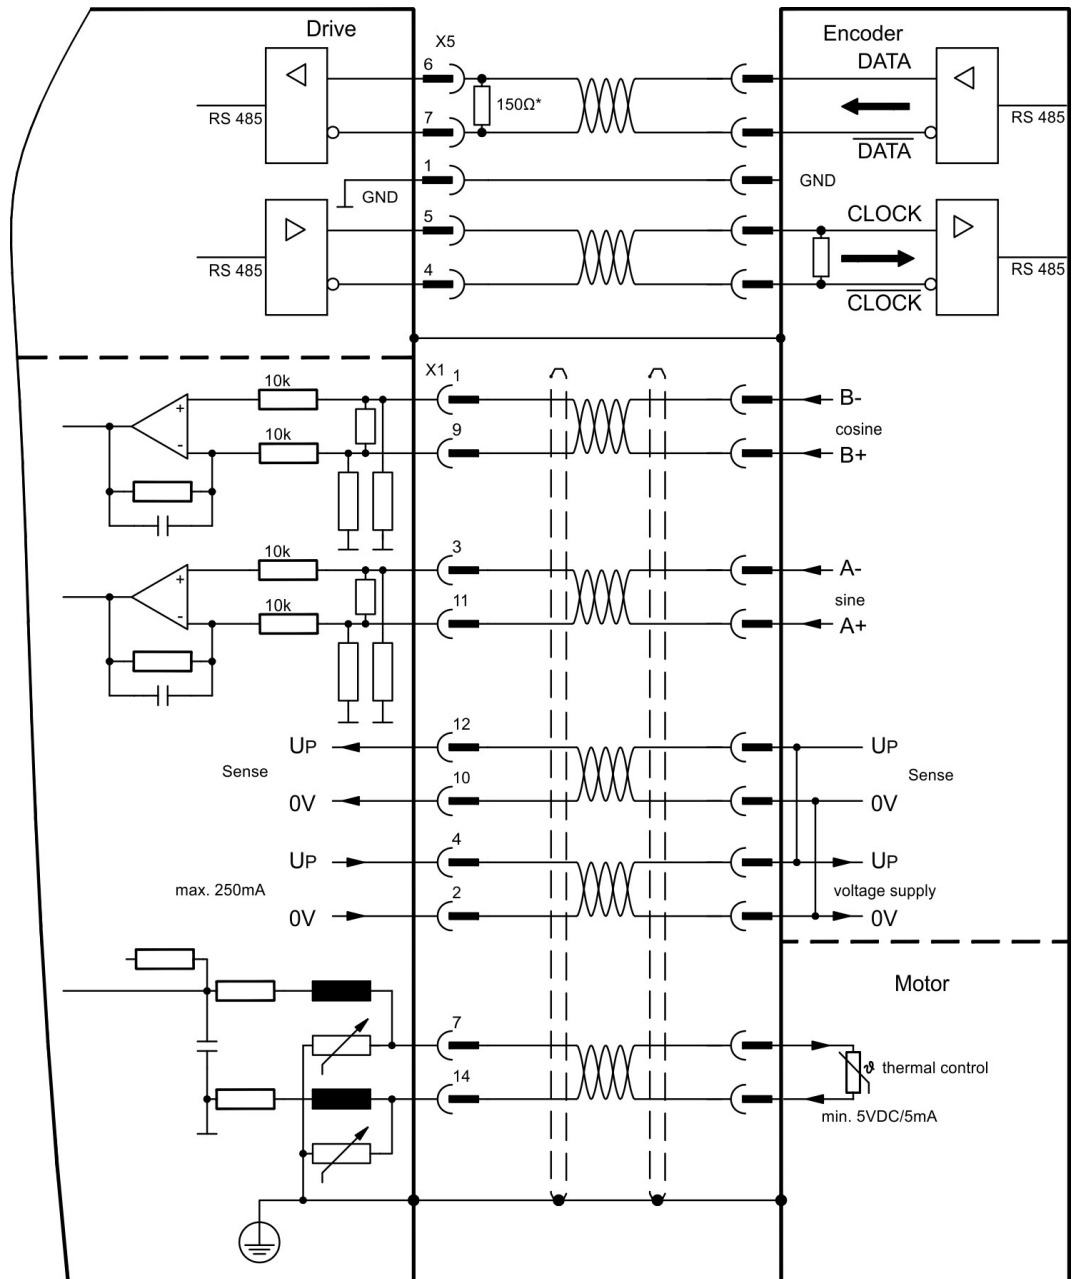 Drive
X5
Encoder
6
DATA
150Ω*
RS 485
7
RS 485
DATA
1
GND
GND
5
CLOCK
RS 485
4
RS 485
CLOCK
X1
1
10k
B-
+
cosine
10k
9
-
B+
3
10k
A-
+
sine
10k
11
-
A+
12
UP
UP
Sense
Sense
10
0V
0V
4
UP
UP
max. 250mA
voltage supply
2
0V
0V
Motor
7
ϑ thermal control
14
min. 5VDC/5mA